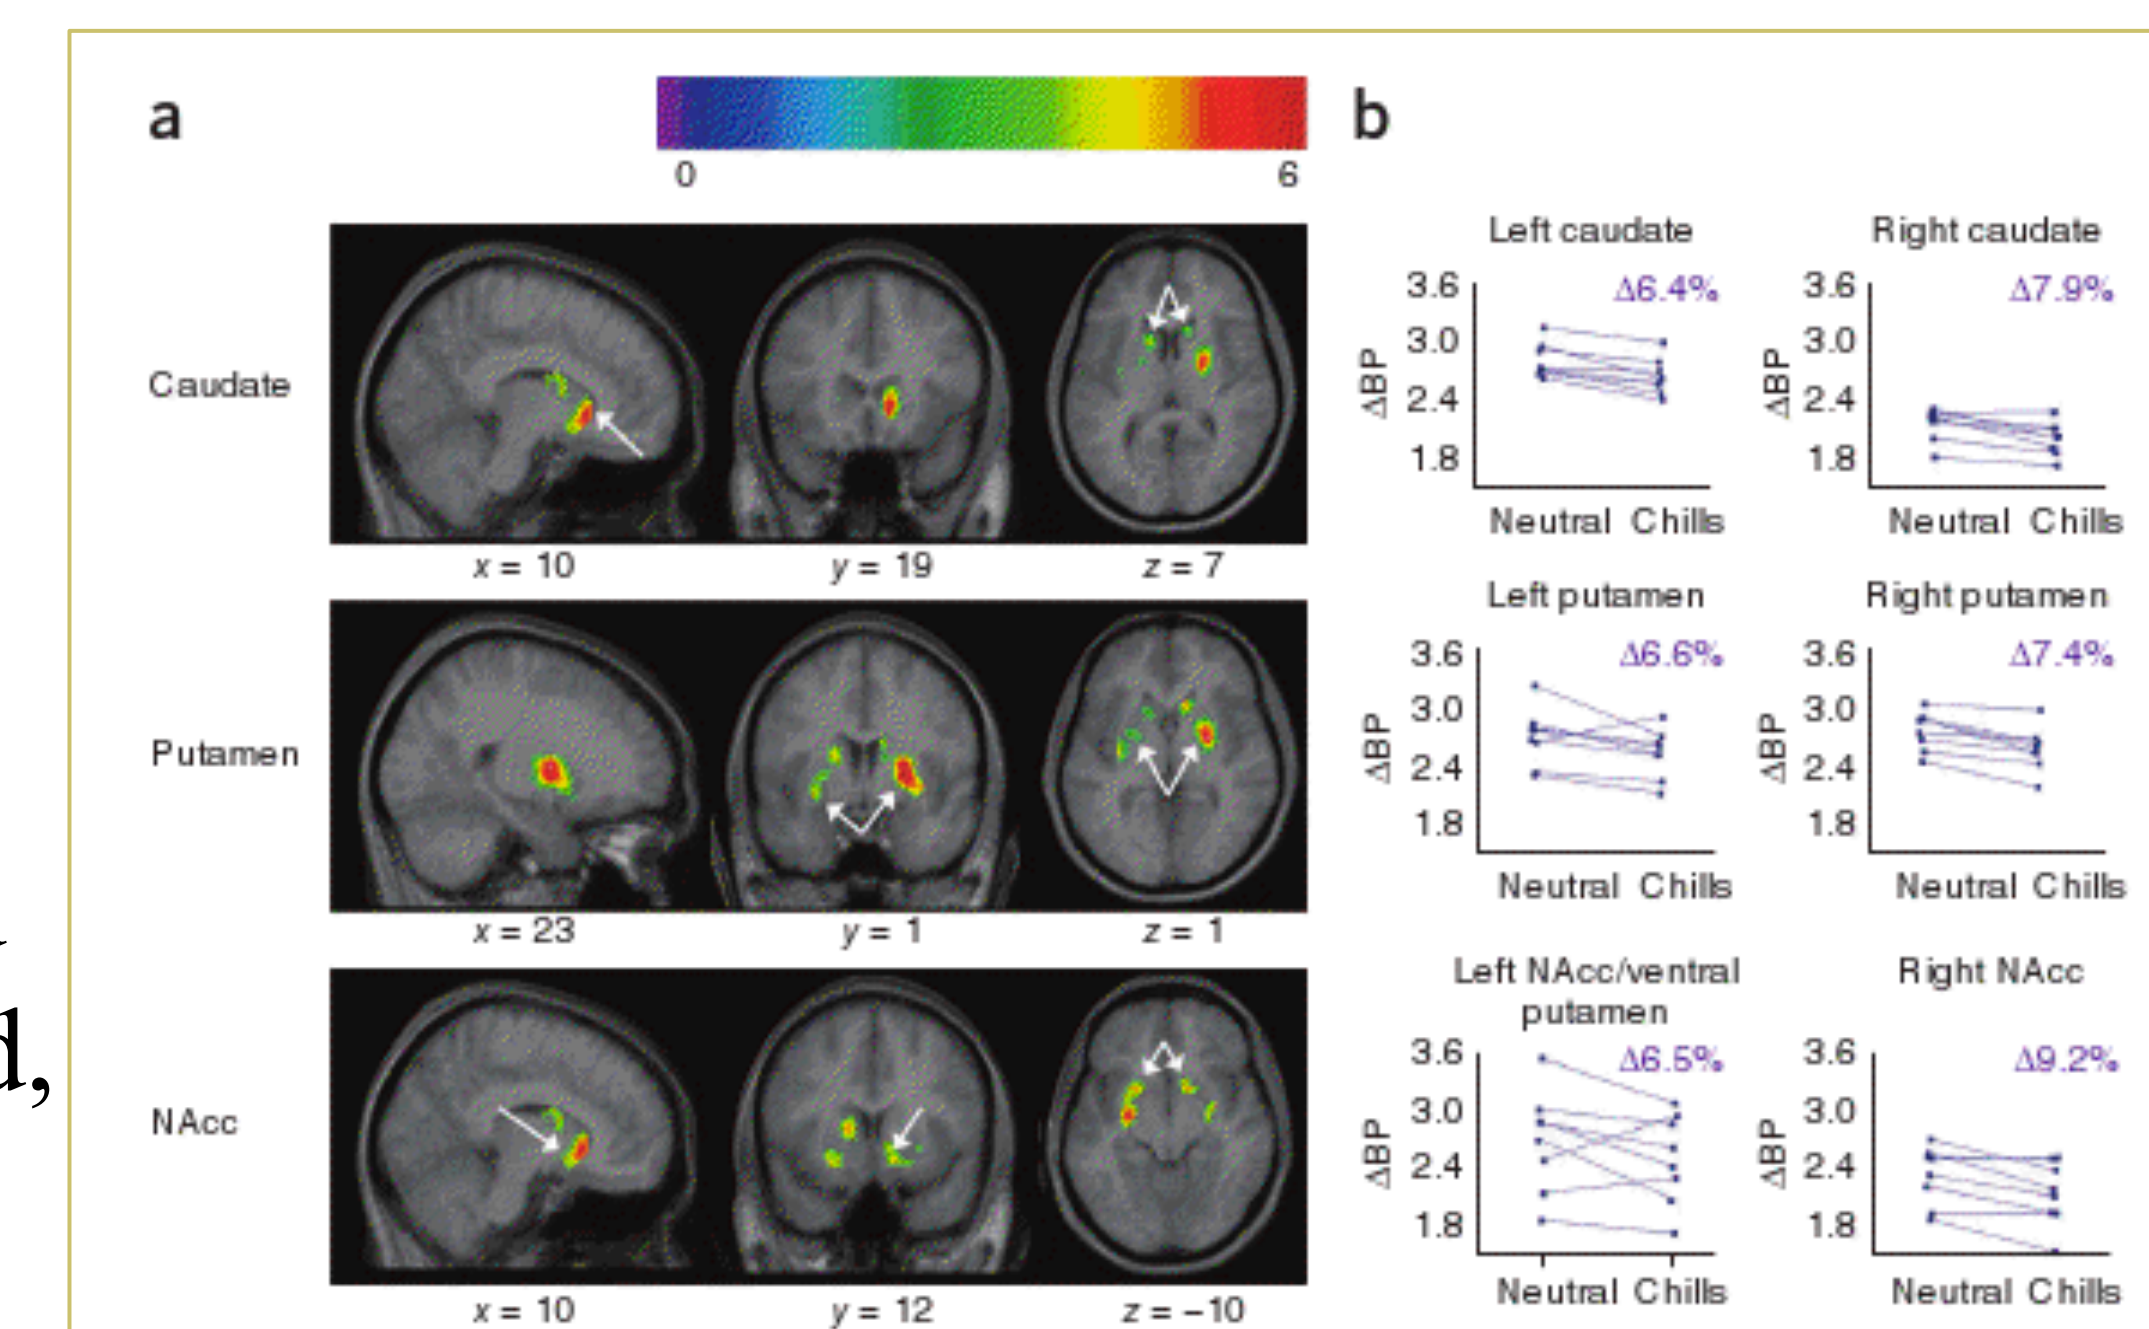 a
0 6
Caudate
x = 10 y = 19 z = 7
Putamen
x = 23 y = 1 z = 1
NAcc
x = 10 y = 12 z = −10
b
Left caudate
Δ6.4%
ΔBP
3.6
3.0
2.4
1.8
Neutral Chills
Right caudate
Δ7.9%
ΔBP
3.6
3.0
2.4
1.8
Neutral Chills
Left putamen
Δ6.6%
ΔBP
3.6
3.0
2.4
1.8
Neutral Chills
Right putamen
Δ7.4%
ΔBP
3.6
3.0
2.4
1.8
Neutral Chills
Left NAcc/ventral
putamen
Δ6.5%
ΔBP
3.6
3.0
2.4
1.8
Neutral Chills
Right NAcc
Δ9.2%
ΔBP
3.6
3.0
2.4
1.8
Neutral Chills